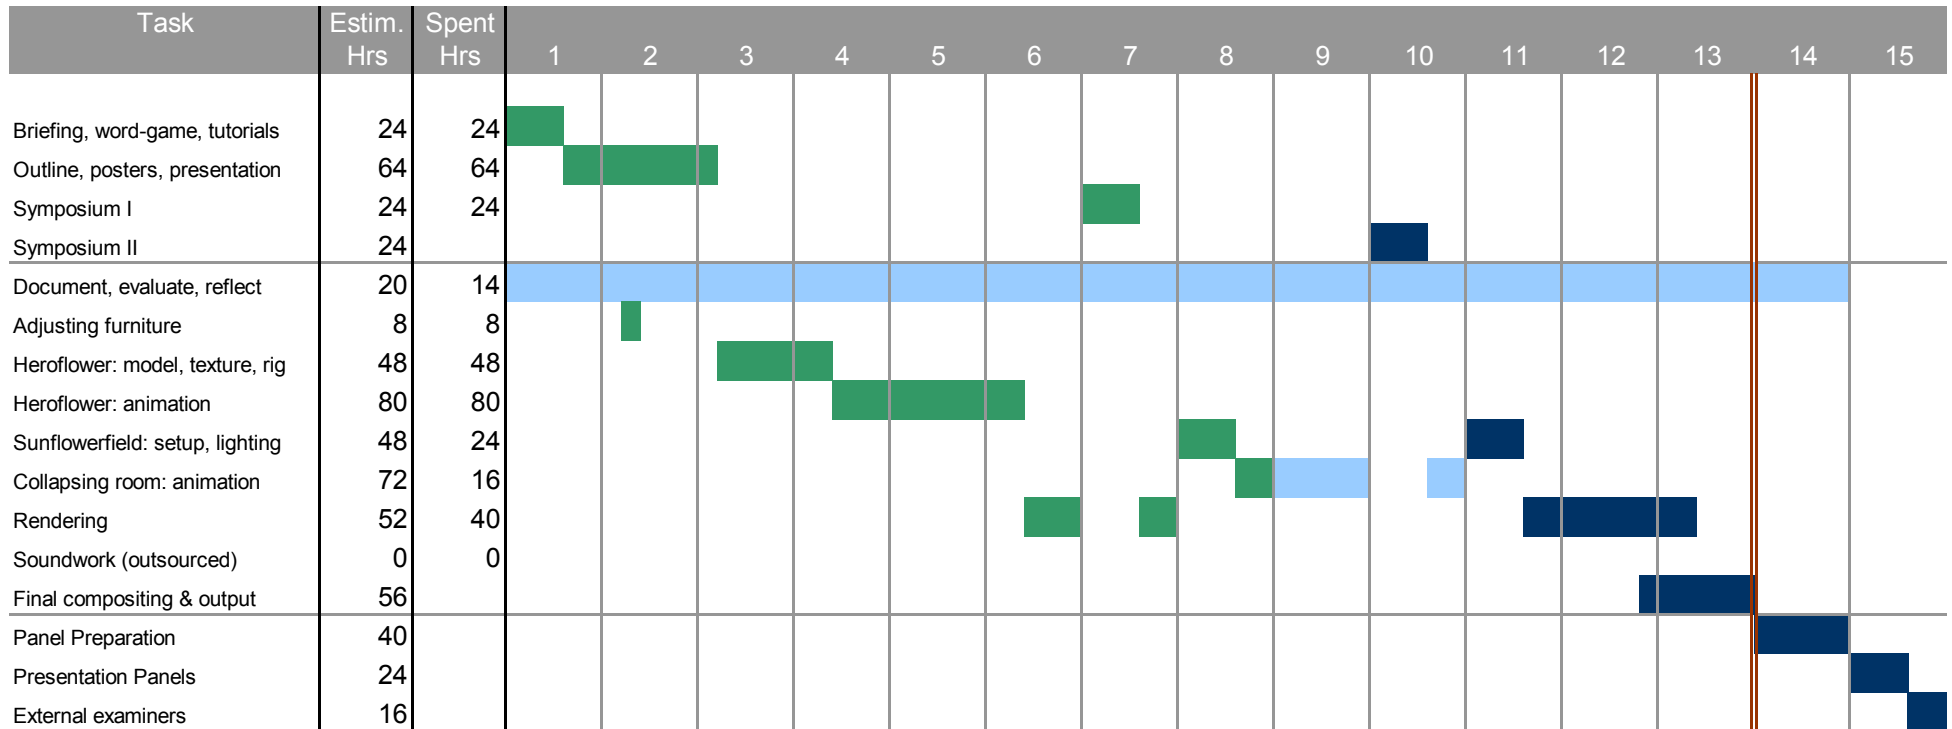 Task Estim. Spent
Hrs Hrs 1 2 3 4 5 6 7 8 9 10 11 12 13 14 15
Briefing, word-game, tutorials 24 24
Outline, posters, presentation 64 64
Symposium I 24 24
Symposium II 24
Document, evaluate, reflect 20 14
Adjusting furniture 8 8
Heroflower: model, texture, rig 48 48
Heroflower: animation 80 80
Sunflowerfield: setup, lighting 48 24
Collapsing room: animation 72 16
Rendering 52 40
Soundwork (outsourced) 0 0
Final compositing & output 56
Panel Preparation 40
Presentation Panels 24
External examiners 16